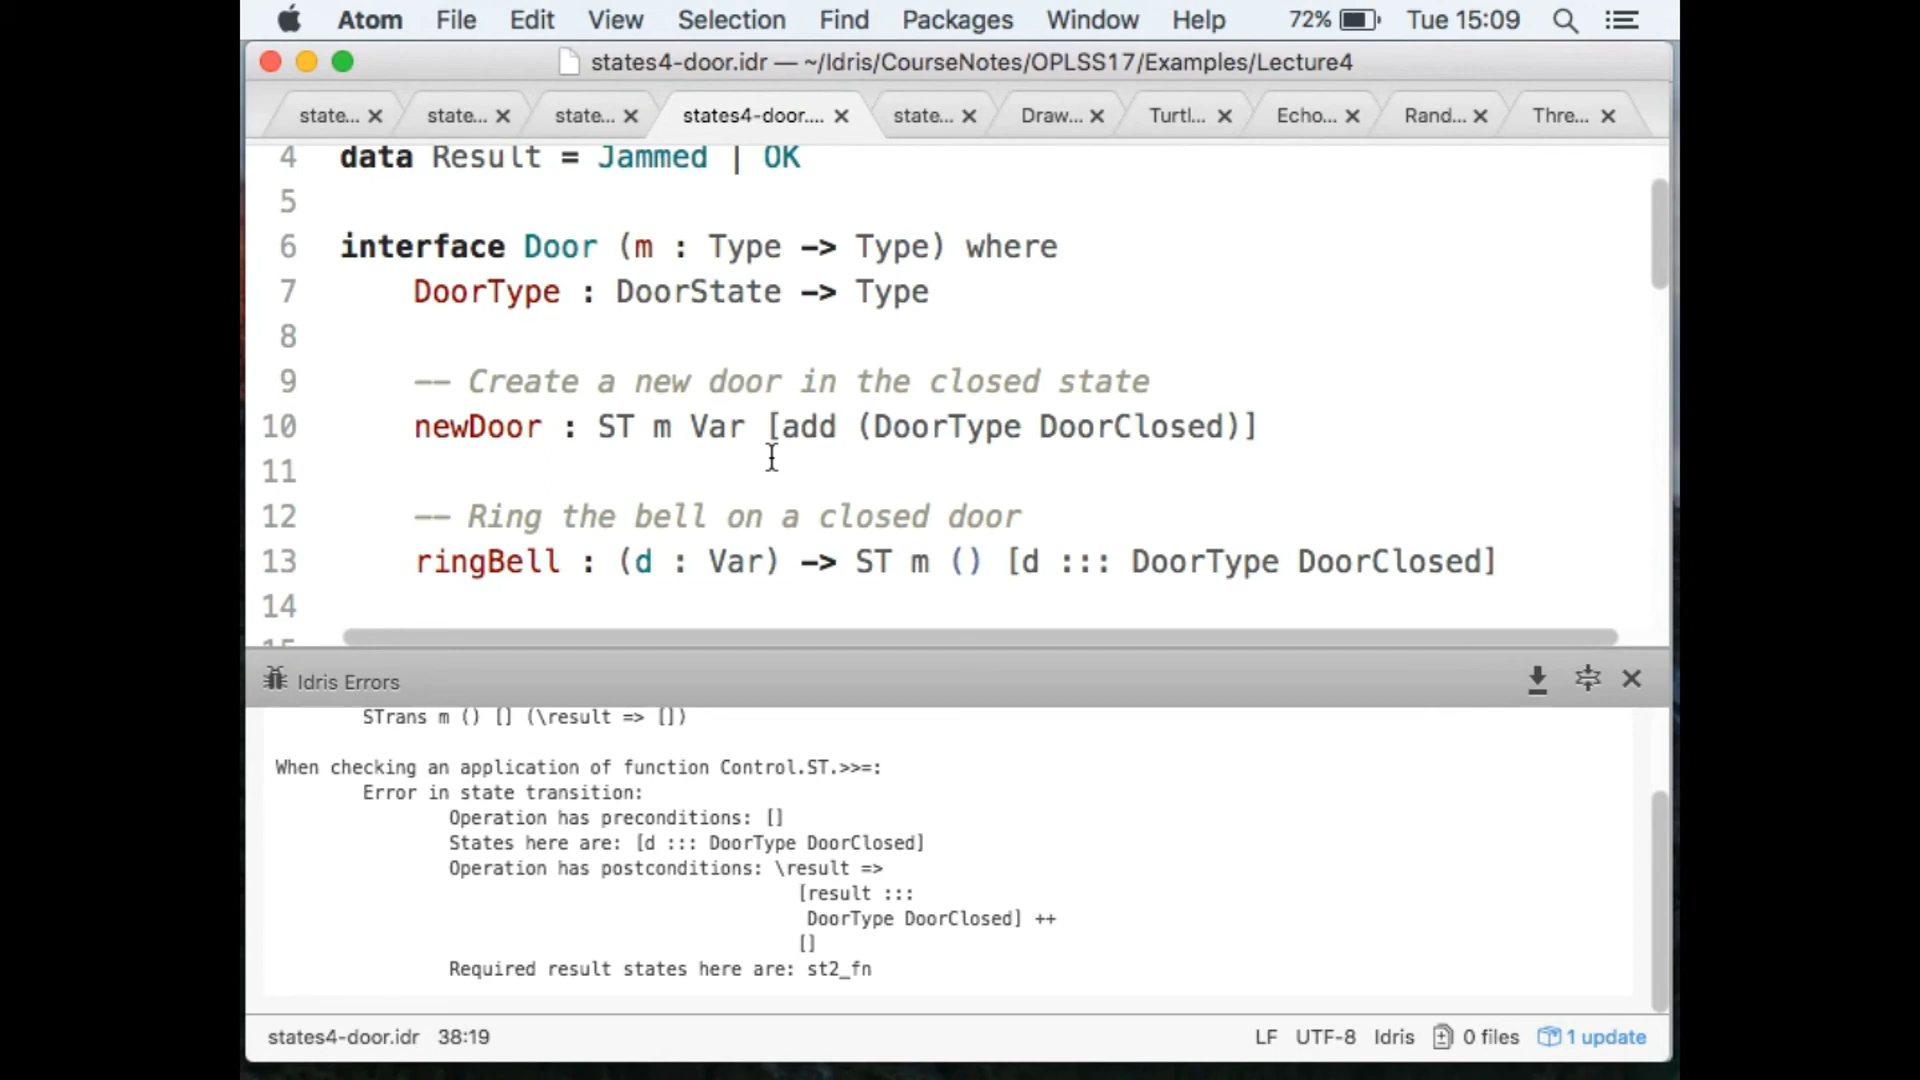 Atom File Edit View Selection Find Packages Window Help 72% Tue 15:09
states4-door.idr — ~/Idris/CourseNotes/OPLSS17/Examples/Lecture4
state... state... state... states4-door.... state... Draw... Turtl... Echo... Rand... Thre...
4 data Result = Jammed | OK
5
6 interface Door (m : Type -> Type) where
7 DoorType : DoorState -> Type
8
9 -- Create a new door in the closed state
10 newDoor : ST m Var [add (DoorType DoorClosed)]
11
12 -- Ring the bell on a closed door
13 ringBell : (d : Var) -> ST m () [d ::: DoorType DoorClosed]
14
Idris Errors
STrans m () [] (\result => [])
When checking an application of function Control.ST.>>=:
Error in state transition:
Operation has preconditions: []
States here are: [d ::: DoorType DoorClosed]
Operation has postconditions: \result =>
[result :::
DoorType DoorClosed] ++
[]
Required result states here are: st2_fn
states4-door.idr 38:19 LF UTF-8 Idris 0 files 1 update